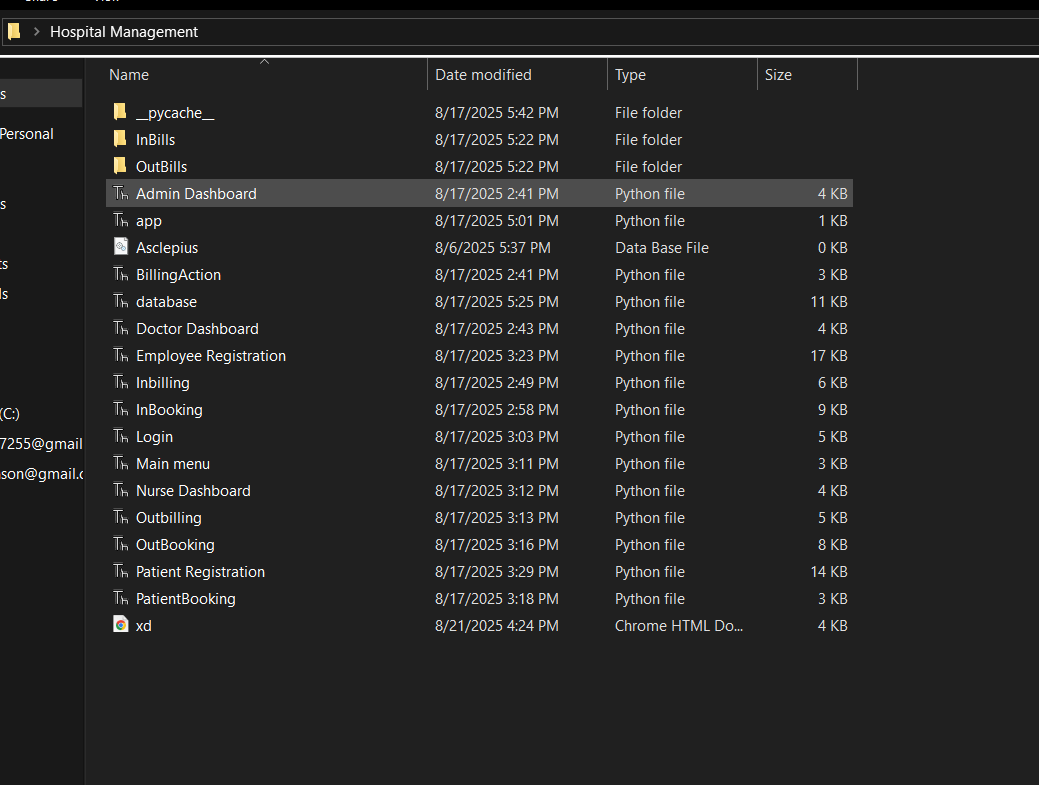 Hospital Management
Name Date modified Type Size
__pycache__ 8/17/2025 5:42 PM File folder
s
InBills 8/17/2025 5:22 PM File folder
Personal
OutBills 8/17/2025 5:22 PM File folder
Admin Dashboard 8/17/2025 2:41 PM Python file 4 KB
s
app 8/17/2025 5:01 PM Python file 1 KB
Asclepius 8/6/2025 5:37 PM Data Base File 0 KB
ts
BillingAction 8/17/2025 2:41 PM Python file 3 KB
ls
database 8/17/2025 5:25 PM Python file 11 KB
Doctor Dashboard 8/17/2025 2:43 PM Python file 4 KB
Employee Registration 8/17/2025 3:23 PM Python file 17 KB
Inbilling 8/17/2025 2:49 PM Python file 6 KB
InBooking 8/17/2025 2:58 PM Python file 9 KB
(C:)
Login 8/17/2025 3:03 PM Python file 5 KB
7255@gmail
Main menu 8/17/2025 3:11 PM Python file 3 KB
son@gmail.c
Nurse Dashboard 8/17/2025 3:12 PM Python file 4 KB
Outbilling 8/17/2025 3:13 PM Python file 5 KB
OutBooking 8/17/2025 3:16 PM Python file 8 KB
Patient Registration 8/17/2025 3:29 PM Python file 14 KB
PatientBooking 8/17/2025 3:18 PM Python file 3 KB
xd 8/21/2025 4:24 PM Chrome HTML Do... 4 KB